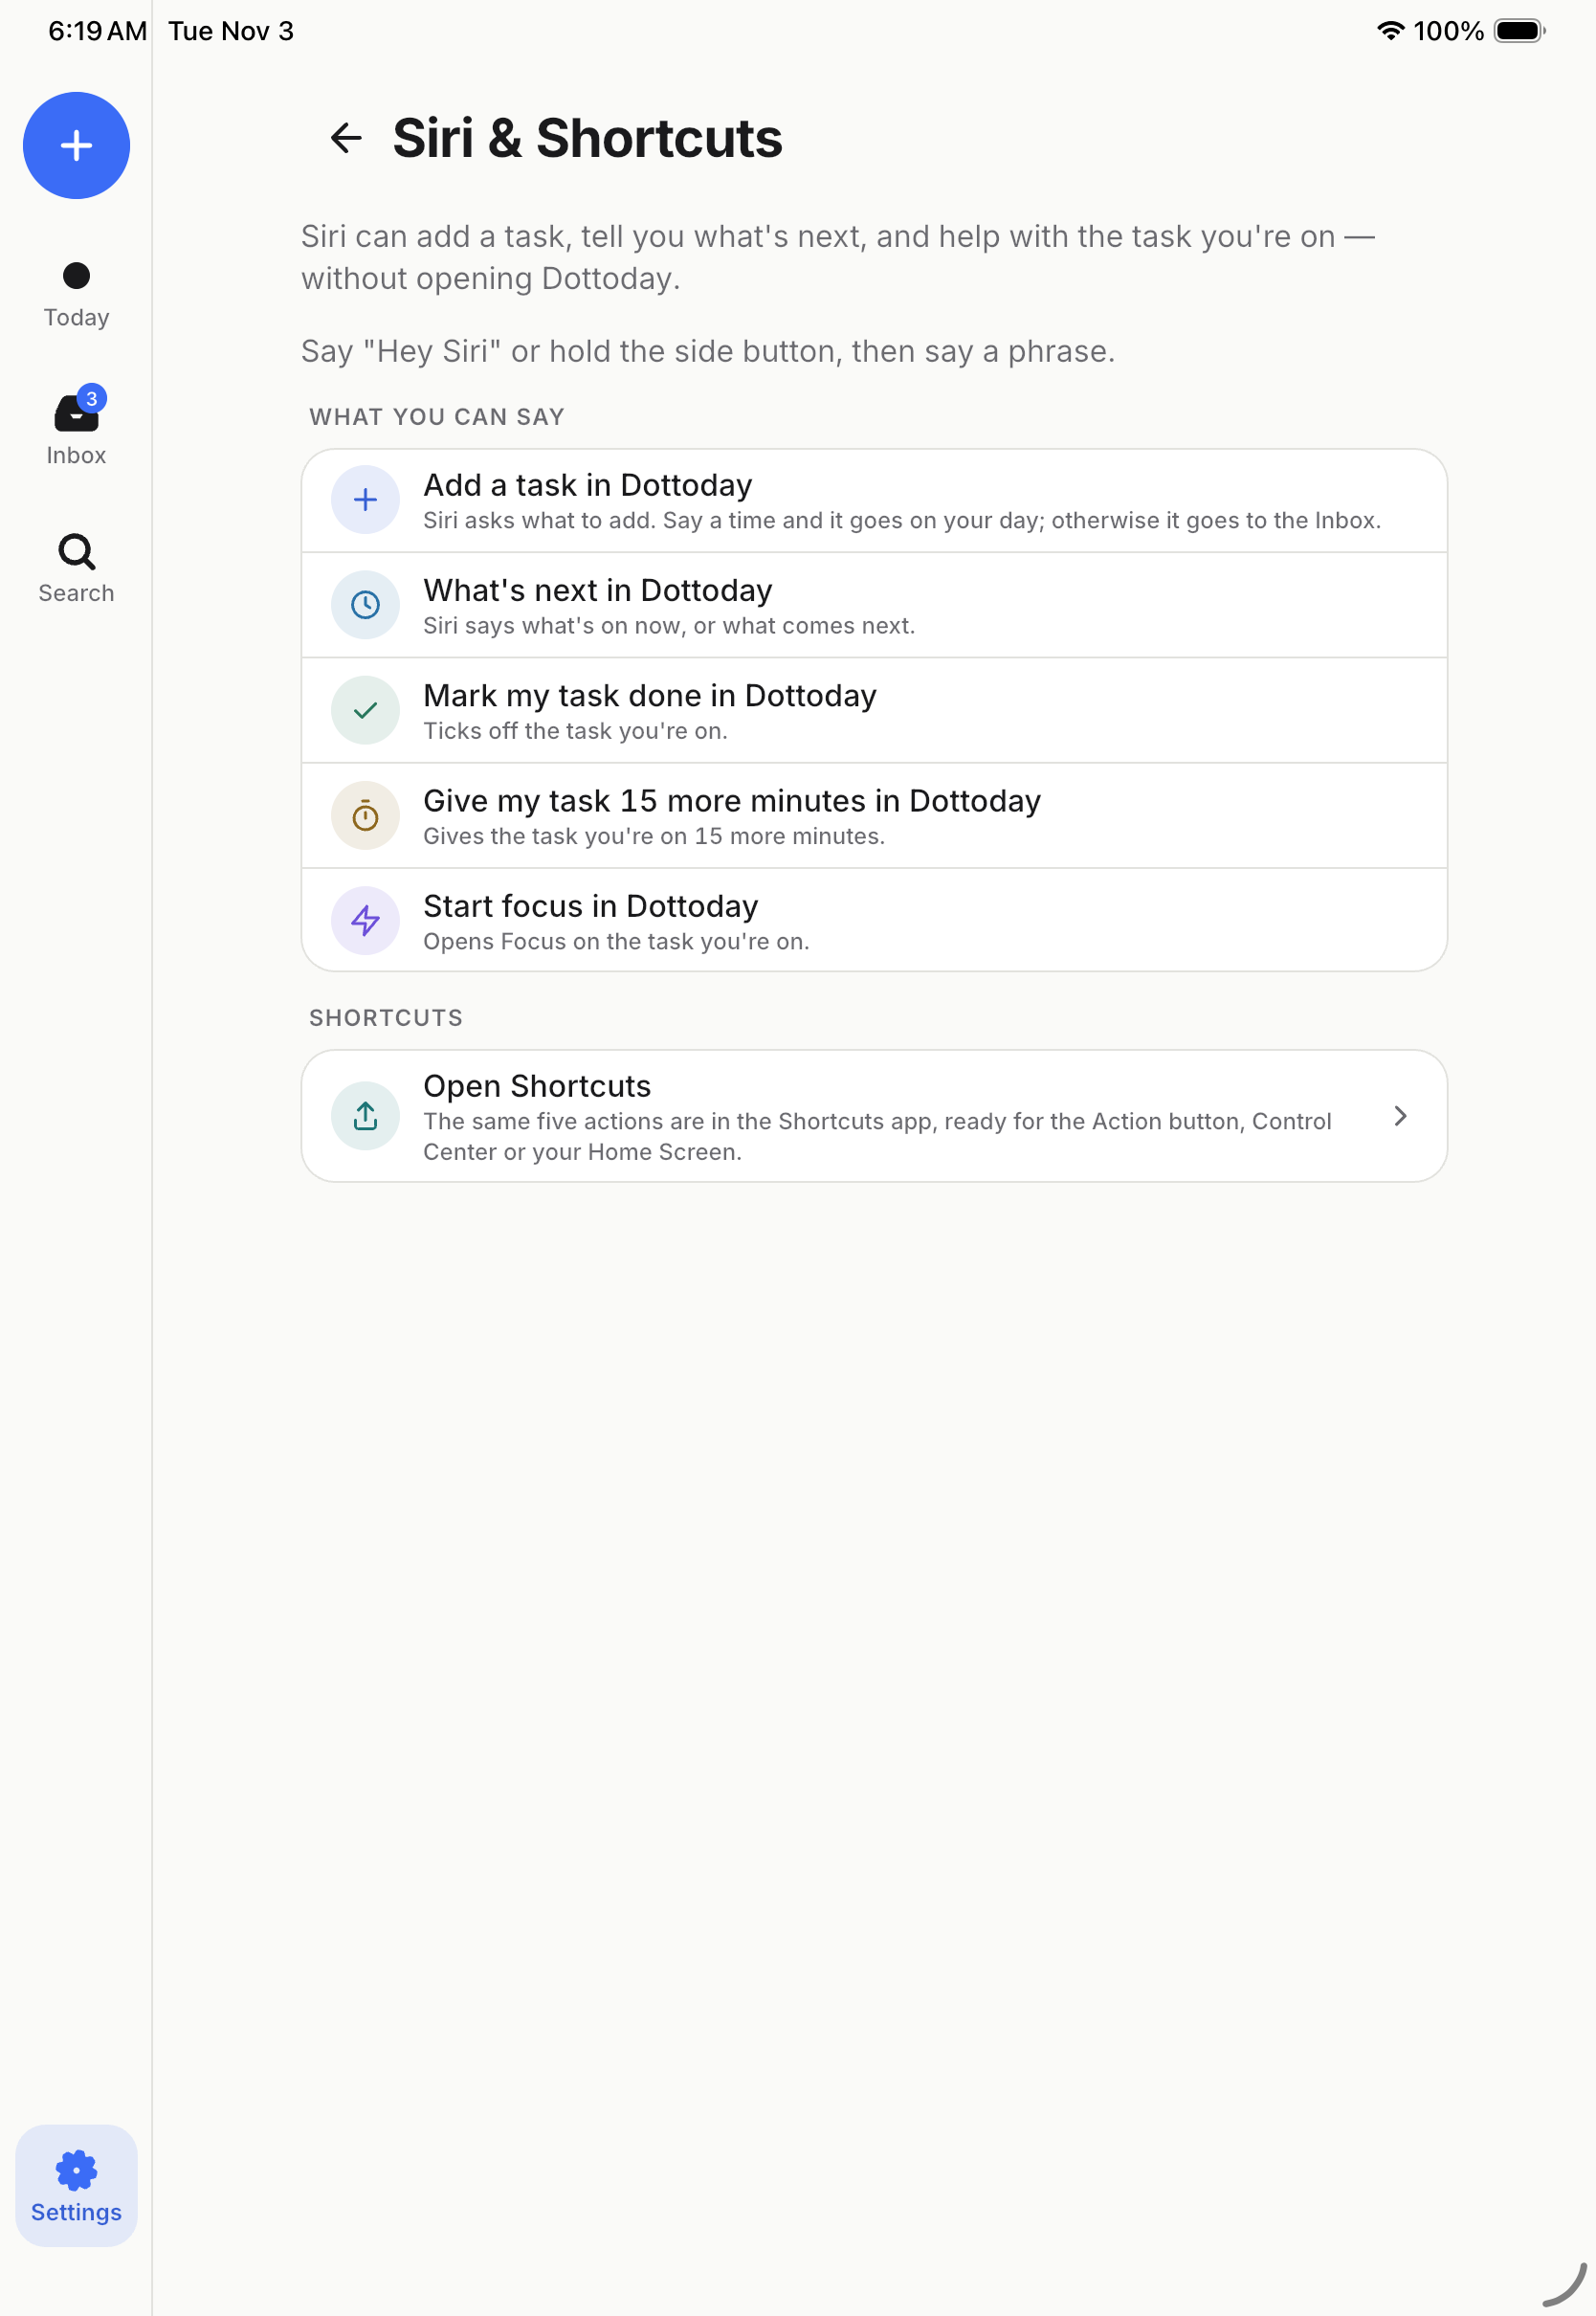 6:19 AM Tue Nov 3
100%
Siri & Shortcuts
Siri can add a task, tell you what's next, and help with the task you're on —
without opening Dottoday.
Say "Hey Siri" or hold the side button, then say a phrase.
WHAT YOU CAN SAY
Add a task in Dottoday
Siri asks what to add. Say a time and it goes on your day; otherwise it goes to the Inbox.
What's next in Dottoday
Siri says what's on now, or what comes next.
Mark my task done in Dottoday
Ticks off the task you're on.
Give my task 15 more minutes in Dottoday
Gives the task you're on 15 more minutes.
Start focus in Dottoday
Opens Focus on the task you're on.
SHORTCUTS
Open Shortcuts
The same five actions are in the Shortcuts app, ready for the Action button, Control
Center or your Home Screen.
Today
3
Inbox
Search
Settings